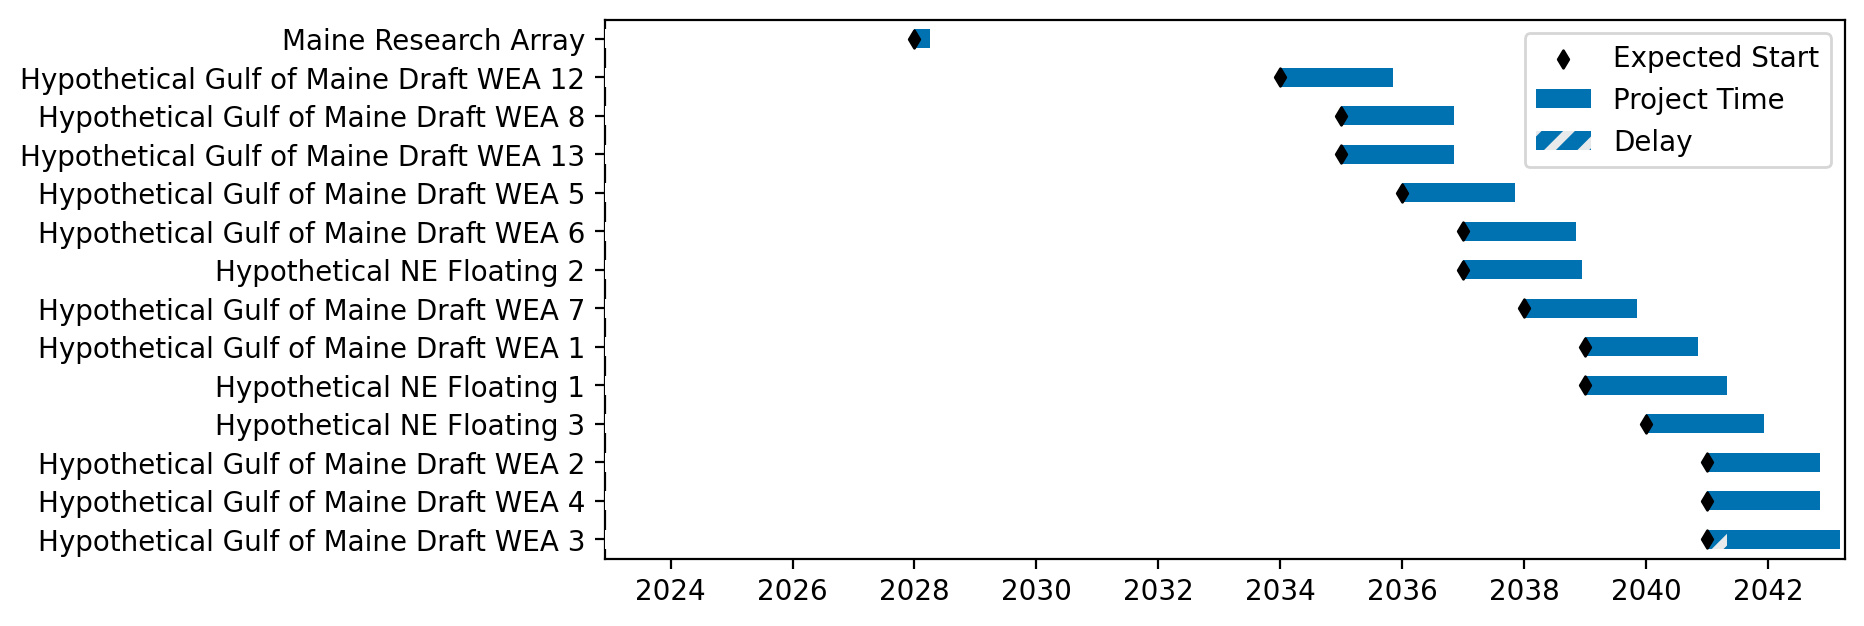 Maine Research Array
Hypothetical Gulf of Maine Draft WEA 12
Hypothetical Gulf of Maine Draft WEA 8
Hypothetical Gulf of Maine Draft WEA 13
Hypothetical Gulf of Maine Draft WEA 5
Hypothetical Gulf of Maine Draft WEA 6
Hypothetical NE Floating 2
Hypothetical Gulf of Maine Draft WEA 7
Hypothetical Gulf of Maine Draft WEA 1
Hypothetical NE Floating 1
Hypothetical NE Floating 3
Hypothetical Gulf of Maine Draft WEA 2
Hypothetical Gulf of Maine Draft WEA 4
Hypothetical Gulf of Maine Draft WEA 3
Expected Start
Project Time
Delay
2024 2026 2028 2030 2032 2034 2036 2038 2040 2042